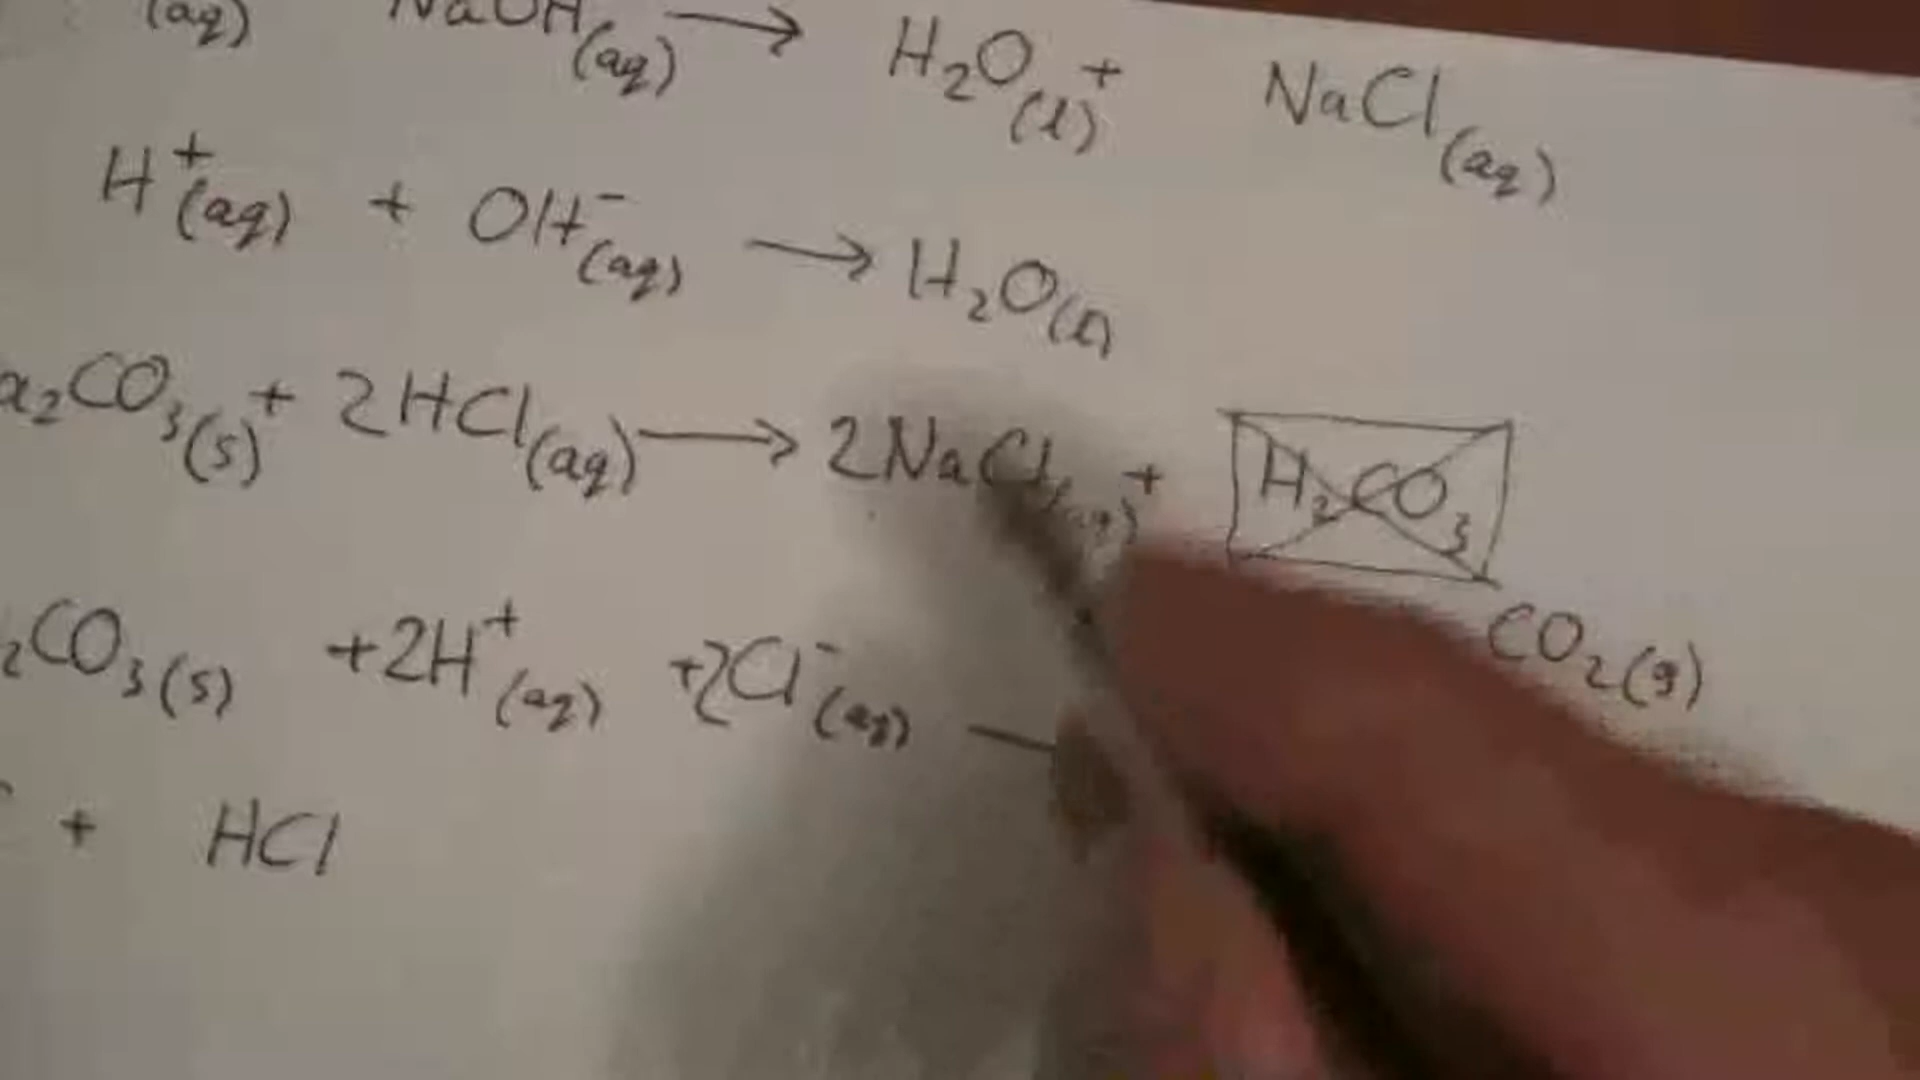 (aq) NaOH(aq) → H₂O(l) + NaCl(aq)
H⁺(aq) + OH⁻(aq) → H₂O(l)
a₂CO₃(s) + 2HCl(aq) → 2NaCl(aq) + H₂CO₃
CO₂(g)
₂CO₃(s) + 2H⁺(aq) + 2Cl⁻(aq) —
+ HCl